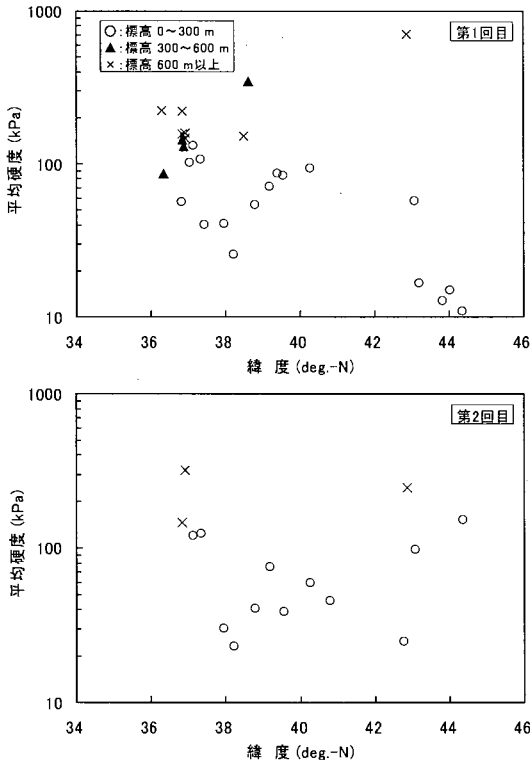 1000
○:標高 0～300 m
▲:標高 300～600 m
×:標高 600 m以上
第1回目
平均硬度 (kPa)
100
10
34 36 38 40 42 44 46
緯 度 (deg.-N)
1000
第2回目
平均硬度 (kPa)
100
10
34 36 38 40 42 44 46
緯 度 (deg.-N)